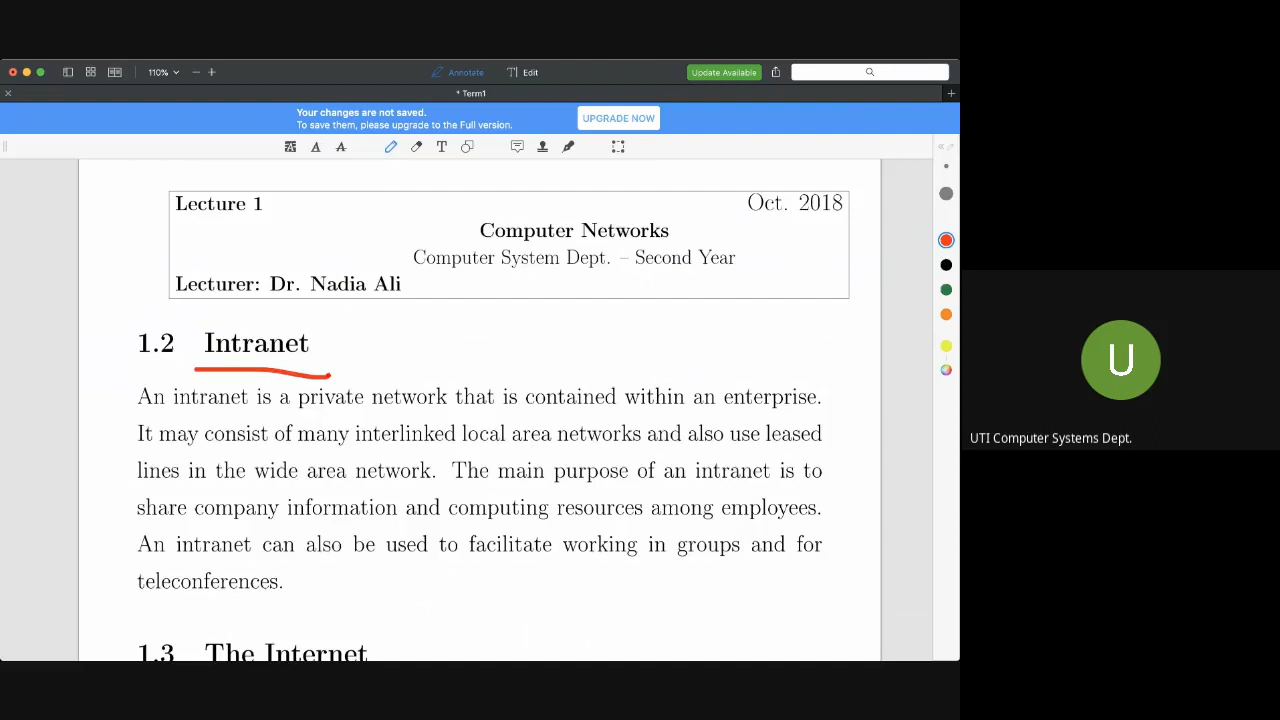 110%
Annotate
Edit
Update Available
* Term1
Your changes are not saved.
To save them, please upgrade to the Full version.
UPGRADE NOW
Lecture 1
Oct. 2018
Computer Networks
Computer System Dept. – Second Year
Lecturer: Dr. Nadia Ali
1.2 Intranet
An intranet is a private network that is contained within an enterprise.
It may consist of many interlinked local area networks and also use leased
lines in the wide area network. The main purpose of an intranet is to
share company information and computing resources among employees.
An intranet can also be used to facilitate working in groups and for
teleconferences.
1.3 The Internet
U
UTI Computer Systems Dept.